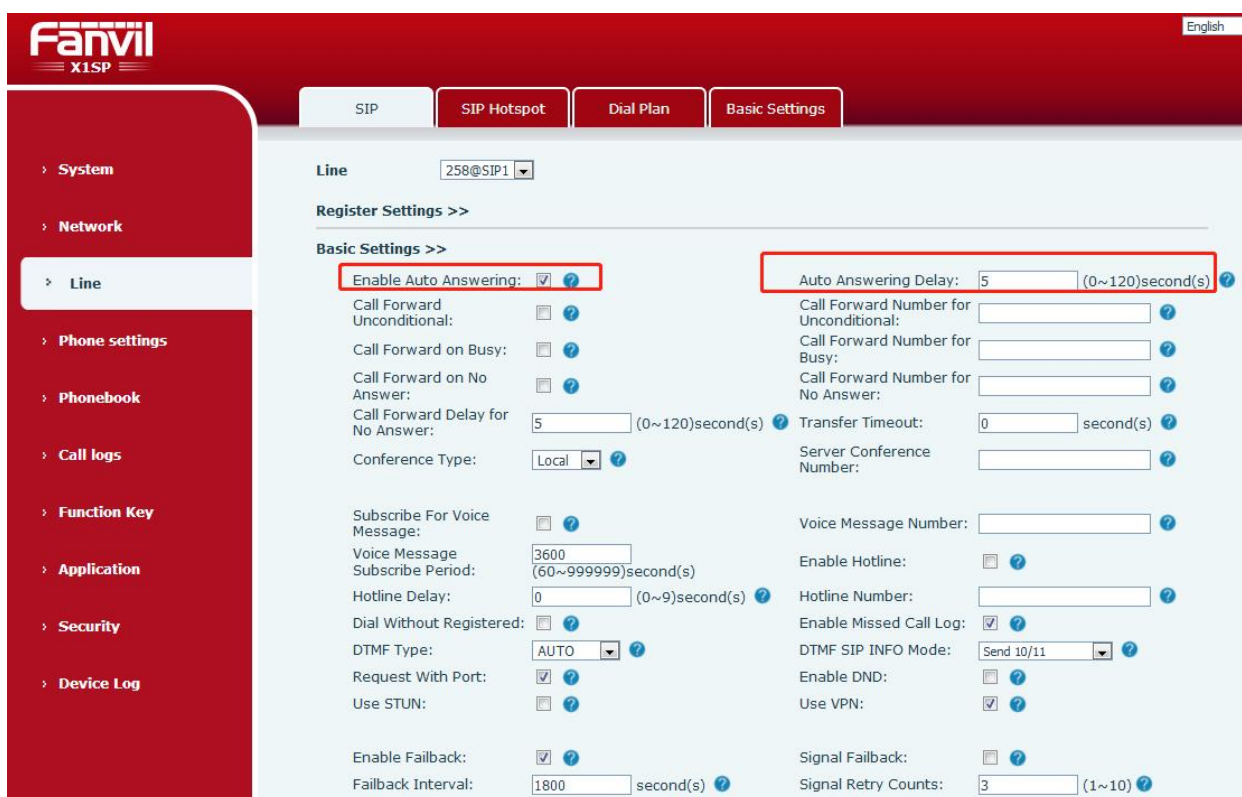 Fanvil
X1SP
English
SIP
SIP Hotspot
Dial Plan
Basic Settings
› System
› Network
› Line
› Phone settings
› Phonebook
› Call logs
› Function Key
› Application
› Security
› Device Log
Line 258@SIP1
Register Settings >>
Basic Settings >>
Enable Auto Answering: ? Auto Answering Delay: 5 (0~120)second(s) ?
Call Forward
Unconditional: ? Call Forward Number for
Unconditional: ?
Call Forward on Busy: ? Call Forward Number for
Busy: ?
Call Forward on No
Answer: ? Call Forward Number for
No Answer: ?
Call Forward Delay for
No Answer: 5 (0~120)second(s) ? Transfer Timeout: 0 second(s) ?
Conference Type: Local ? Server Conference
Number: ?
Subscribe For Voice
Message: ? Voice Message Number: ?
Voice Message
Subscribe Period: 3600
(60~999999)second(s) Enable Hotline: ?
Hotline Delay: 0 (0~9)second(s) ? Hotline Number: ?
Dial Without Registered: ? Enable Missed Call Log: ?
DTMF Type: AUTO ? DTMF SIP INFO Mode: Send 10/11 ?
Request With Port: ? Enable DND: ?
Use STUN: ? Use VPN: ?
Enable Failback: ? Signal Failback: ?
Failback Interval: 1800 second(s) ? Signal Retry Counts: 3 (1~10) ?